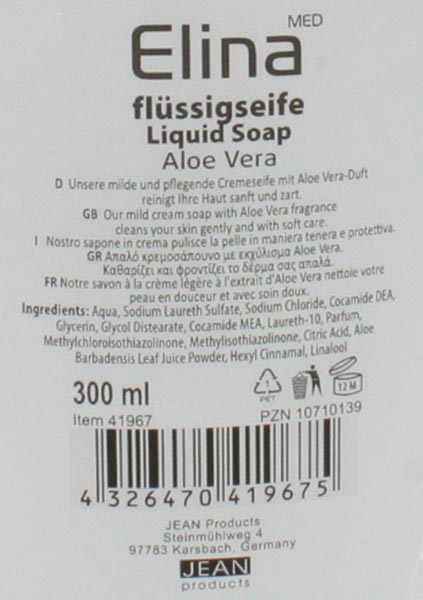 Elina MED
flüssigseife
Liquid Soap
Aloe Vera
D Unsere milde und pflegende Cremeseife mit Aloe Vera-Duft
reinigt Ihre Haut sanft und zart.
GB Our mild cream soap with Aloe Vera fragrance
cleans your skin gently and with soft care.
I Nostro sapone in crema pulisce la pelle in maniera tenera e protettiva.
GR Απαλό κρεμοσάπουνο με εκχύλισμα Aloe Vera.
Καθαρίζει και φροντίζει το δέρμα σας απαλά.
FR Notre savon à la crème légère à l'extrait d'Aloe Vera nettoie votre
peau en douceur et avec soin doux.
Ingredients: Aqua, Sodium Laureth Sulfate, Sodium Chloride, Cocamide DEA,
Glycerin, Glycol Distearate, Cocamide MEA, Laureth-10, Parfum,
Methylchloroisothiazolinone, Methylisothiazolinone, Citric Acid, Aloe
Barbadensis Leaf Juice Powder, Hexyl Cinnamal, Linalool
300 ml
1
PET
12 M
Item 41967
PZN 10710139
4 326470 419675
JEAN Products
Steinmühlweg 4
97783 Karsbach, Germany
JEAN
products